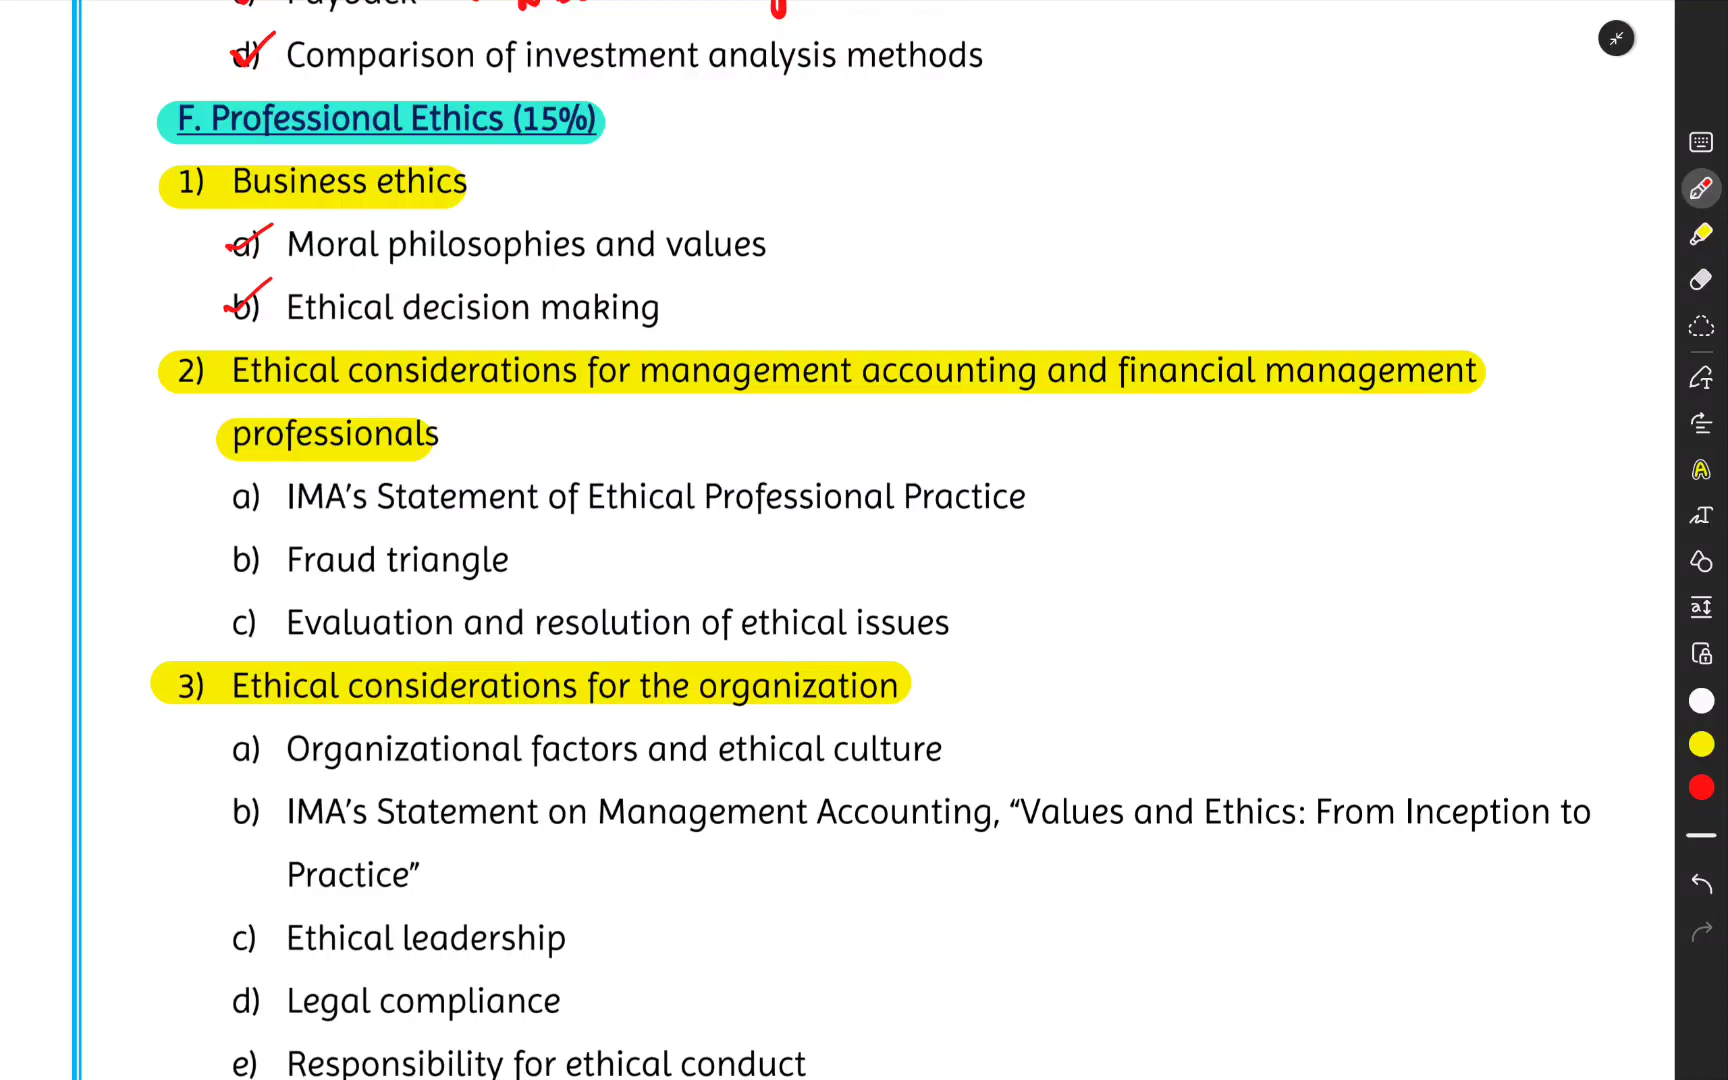 d) Comparison of investment analysis methods
F. Professional Ethics (15%)
1) Business ethics
a) Moral philosophies and values
b) Ethical decision making
2) Ethical considerations for management accounting and financial management
professionals
a) IMA’s Statement of Ethical Professional Practice
b) Fraud triangle
c) Evaluation and resolution of ethical issues
3) Ethical considerations for the organization
a) Organizational factors and ethical culture
b) IMA’s Statement on Management Accounting, “Values and Ethics: From Inception to
Practice”
c) Ethical leadership
d) Legal compliance
e) Responsibility for ethical conduct